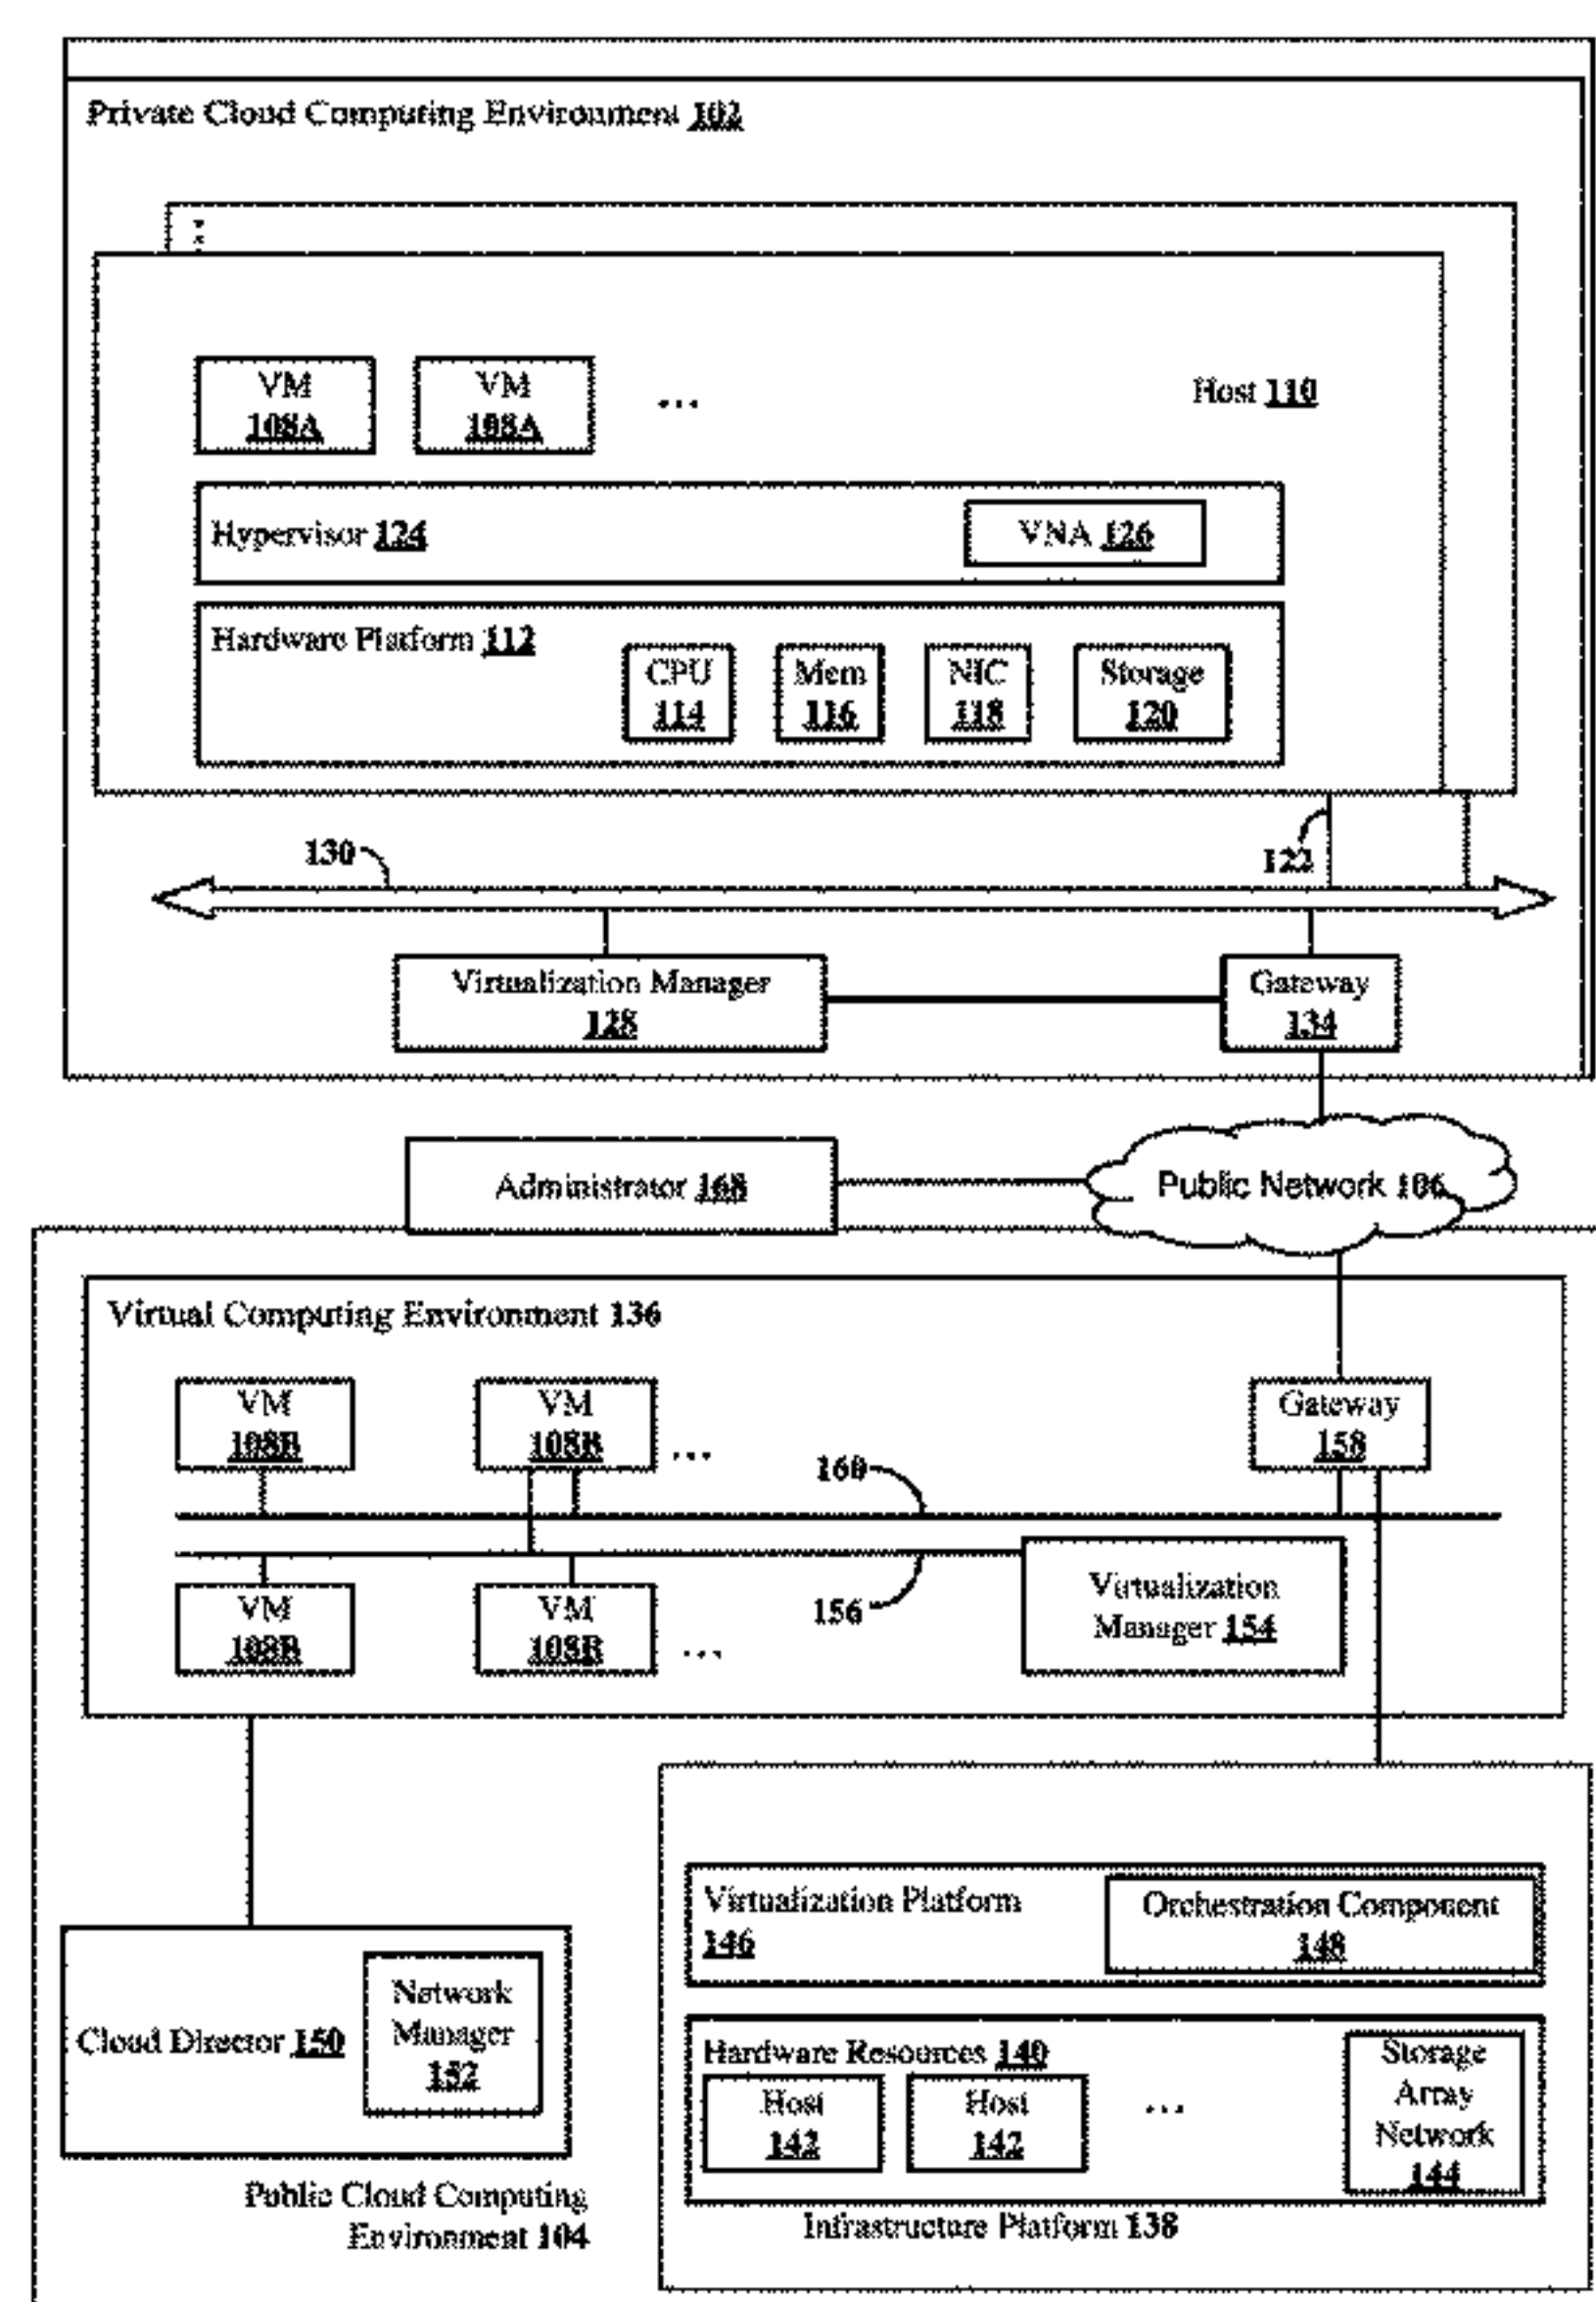 Private Cloud Computing Environment 102
VM
108A
VM
108A
...
Host 110
Hypervisor 124
VNA 126
Hardware Platform 112
CPU
114
Mem
116
NIC
118
Storage
120
130
122
Virtualization Manager
128
Gateway
134
Administrator 168
Public Network 106
Virtual Computing Environment 136
VM
108B
VM
108B
...
Gateway
158
160
VM
108B
VM
108B
...
156
Virtualization
Manager 154
Virtualization Platform
146
Orchestration Component
148
Cloud Director 150
Network
Manager
152
Hardware Resources 140
Host
142
Host
142
...
Storage
Array
Network
144
Public Cloud Computing
Environment 104
Infrastructure Platform 138